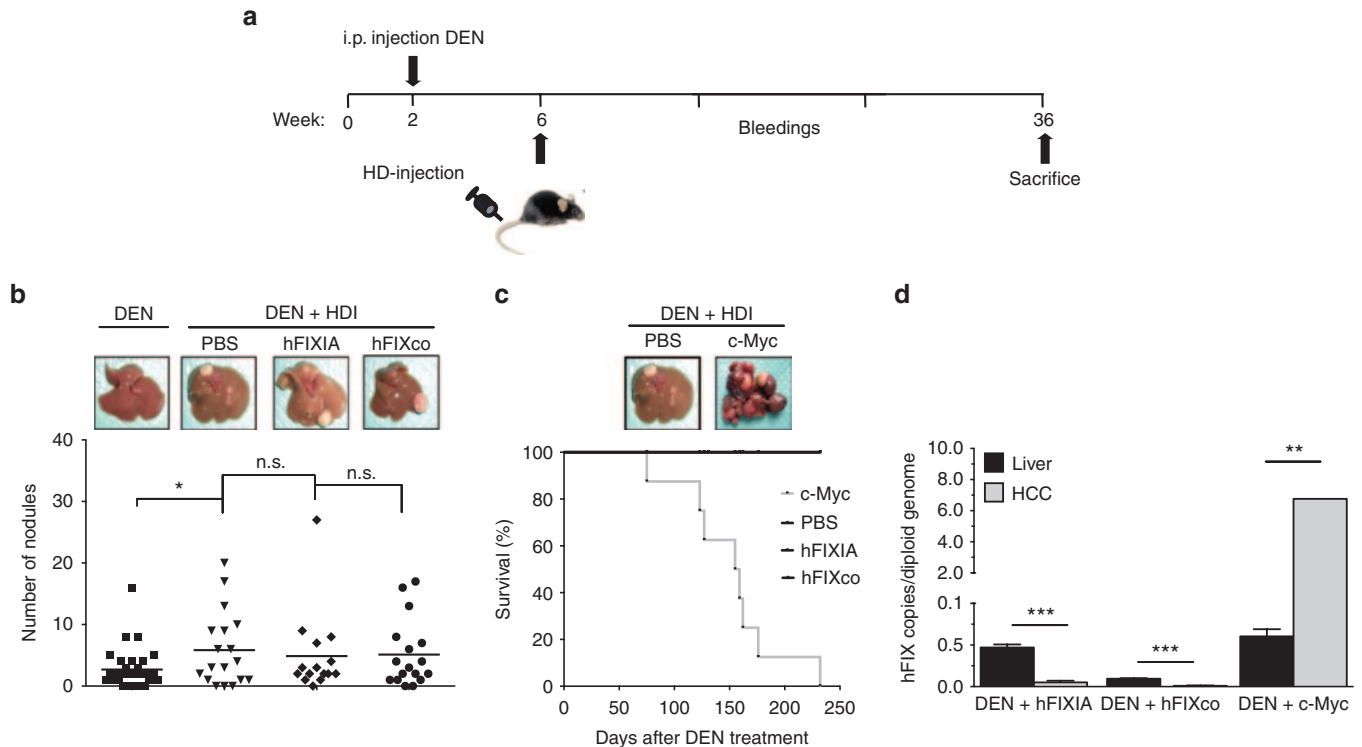 a
i.p. injection DEN
Week:
0
2
6
Bleedings
36
HD-injection
Sacrifice
b
DEN
DEN + HDI
PBS
hFIXIA
hFIXco
Number of nodules
40
30
20
10
0
*
n.s.
n.s.
c
DEN + HDI
PBS
c-Myc
Survival (%)
100
80
60
40
20
0
c-Myc
PBS
hFIXIA
hFIXco
0
50
100
150
200
250
Days after DEN treatment
d
hFIX copies/diploid genome
10.0
8.0
6.0
4.0
2.0
0.1
0.5
0.0
Liver
HCC
***
***
**
DEN + hFIXIA
DEN + hFIXco
DEN + c-Myc